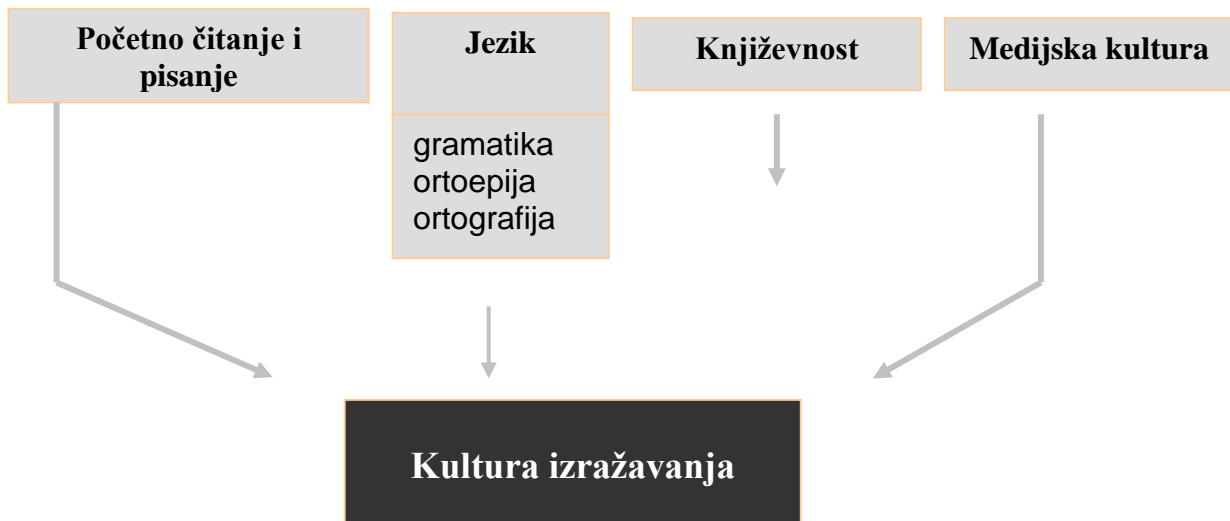 Početno čitanje i
pisanje
Jezik
gramatika
ortoepija
ortografija
Književnost
Medijska kultura
Kultura izražavanja